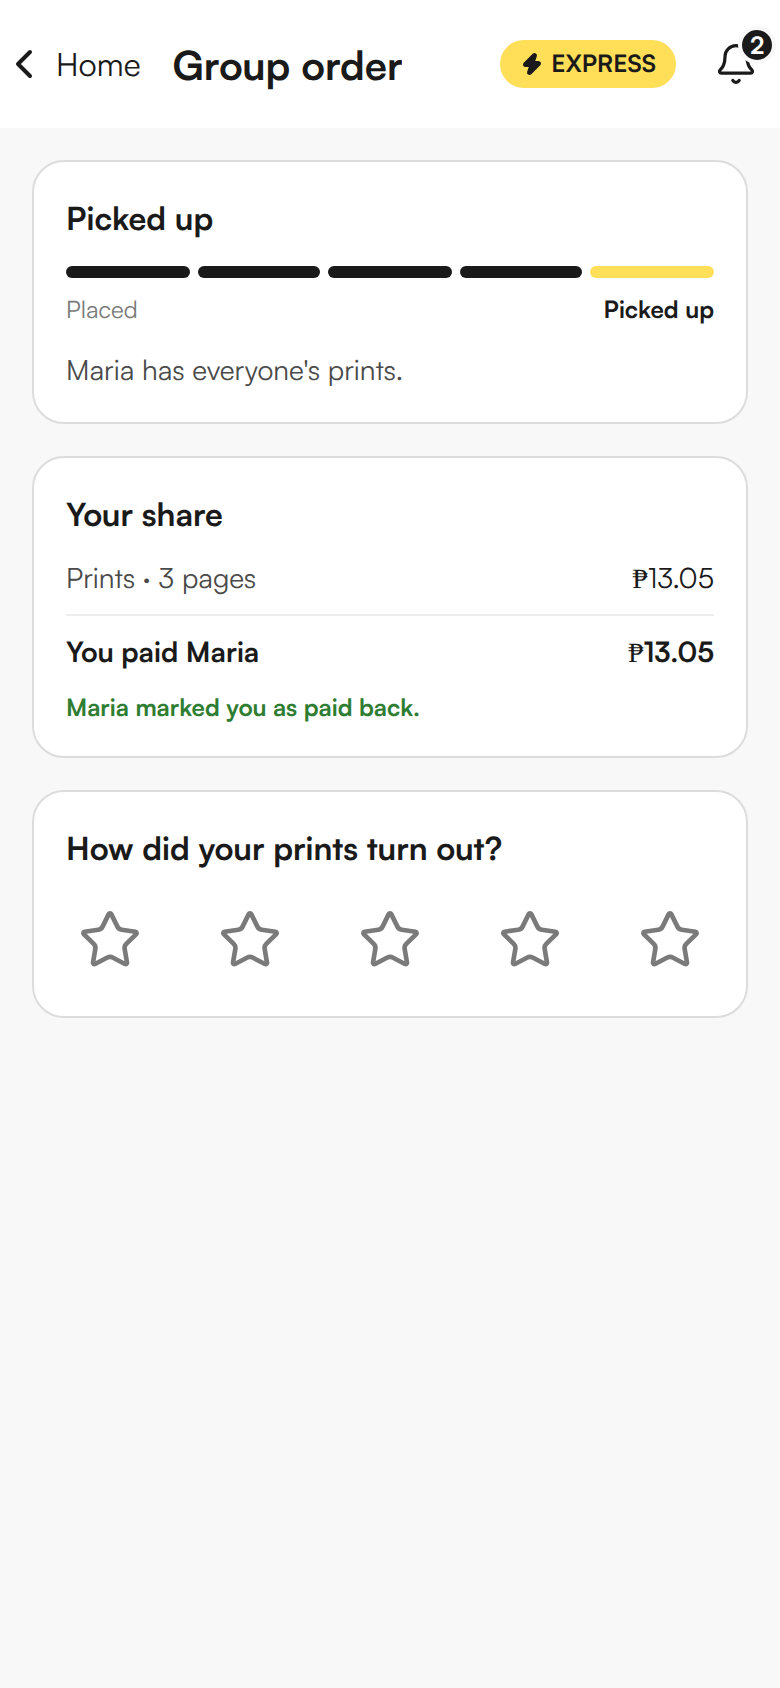 Home Group order EXPRESS 2
Picked up
Placed Picked up
Maria has everyone's prints.
Your share
Prints · 3 pages ₱13.05
You paid Maria ₱13.05
Maria marked you as paid back.
How did your prints turn out?